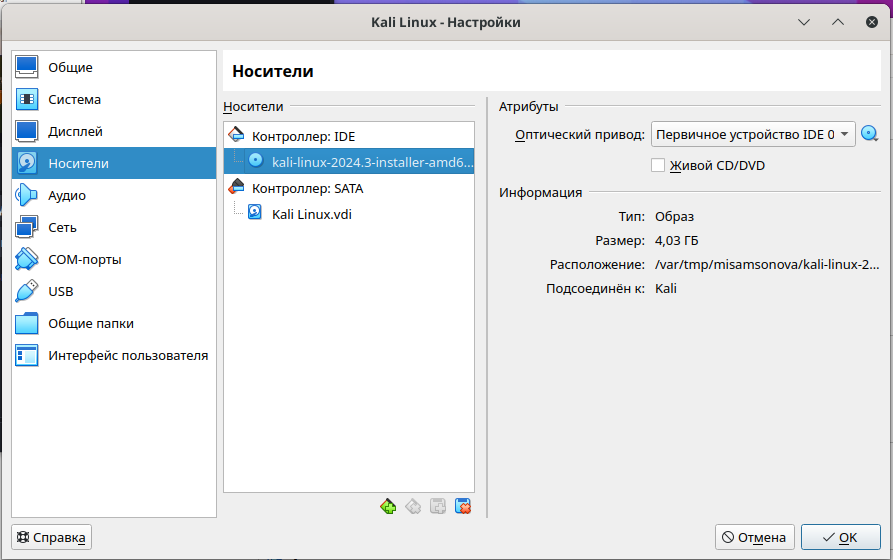 Kali Linux - Настройки
Общие
Система
Дисплей
Носители
Аудио
Сеть
COM-порты
USB
Общие папки
Интерфейс пользователя
Носители
Носители
Контроллер: IDE
kali-linux-2024.3-installer-amd6...
Контроллер: SATA
Kali Linux.vdi
Атрибуты
Оптический привод: Первичное устройство IDE 0
Живой CD/DVD
Информация
Тип: Образ
Размер: 4,03 ГБ
Расположение: /var/tmp/misamsonova/kali-linux-2...
Подсоединён к: Kali
Справка
Отмена
OK